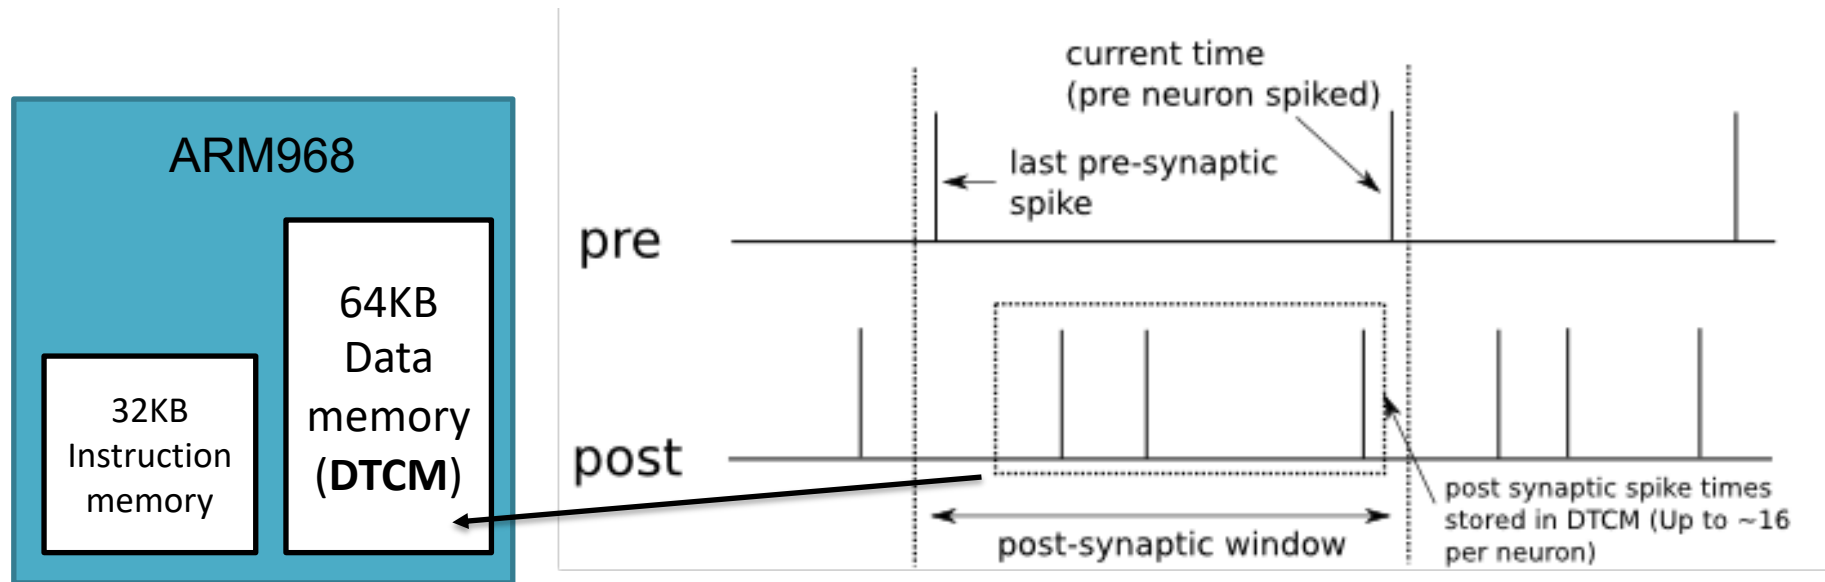 ARM968
32KB
Instruction
memory
64KB
Data
memory
(DTCM)
current time
(pre neuron spiked)
last pre-synaptic
spike
pre
post
post-synaptic window
post synaptic spike times
stored in DTCM (Up to ~16
per neuron)